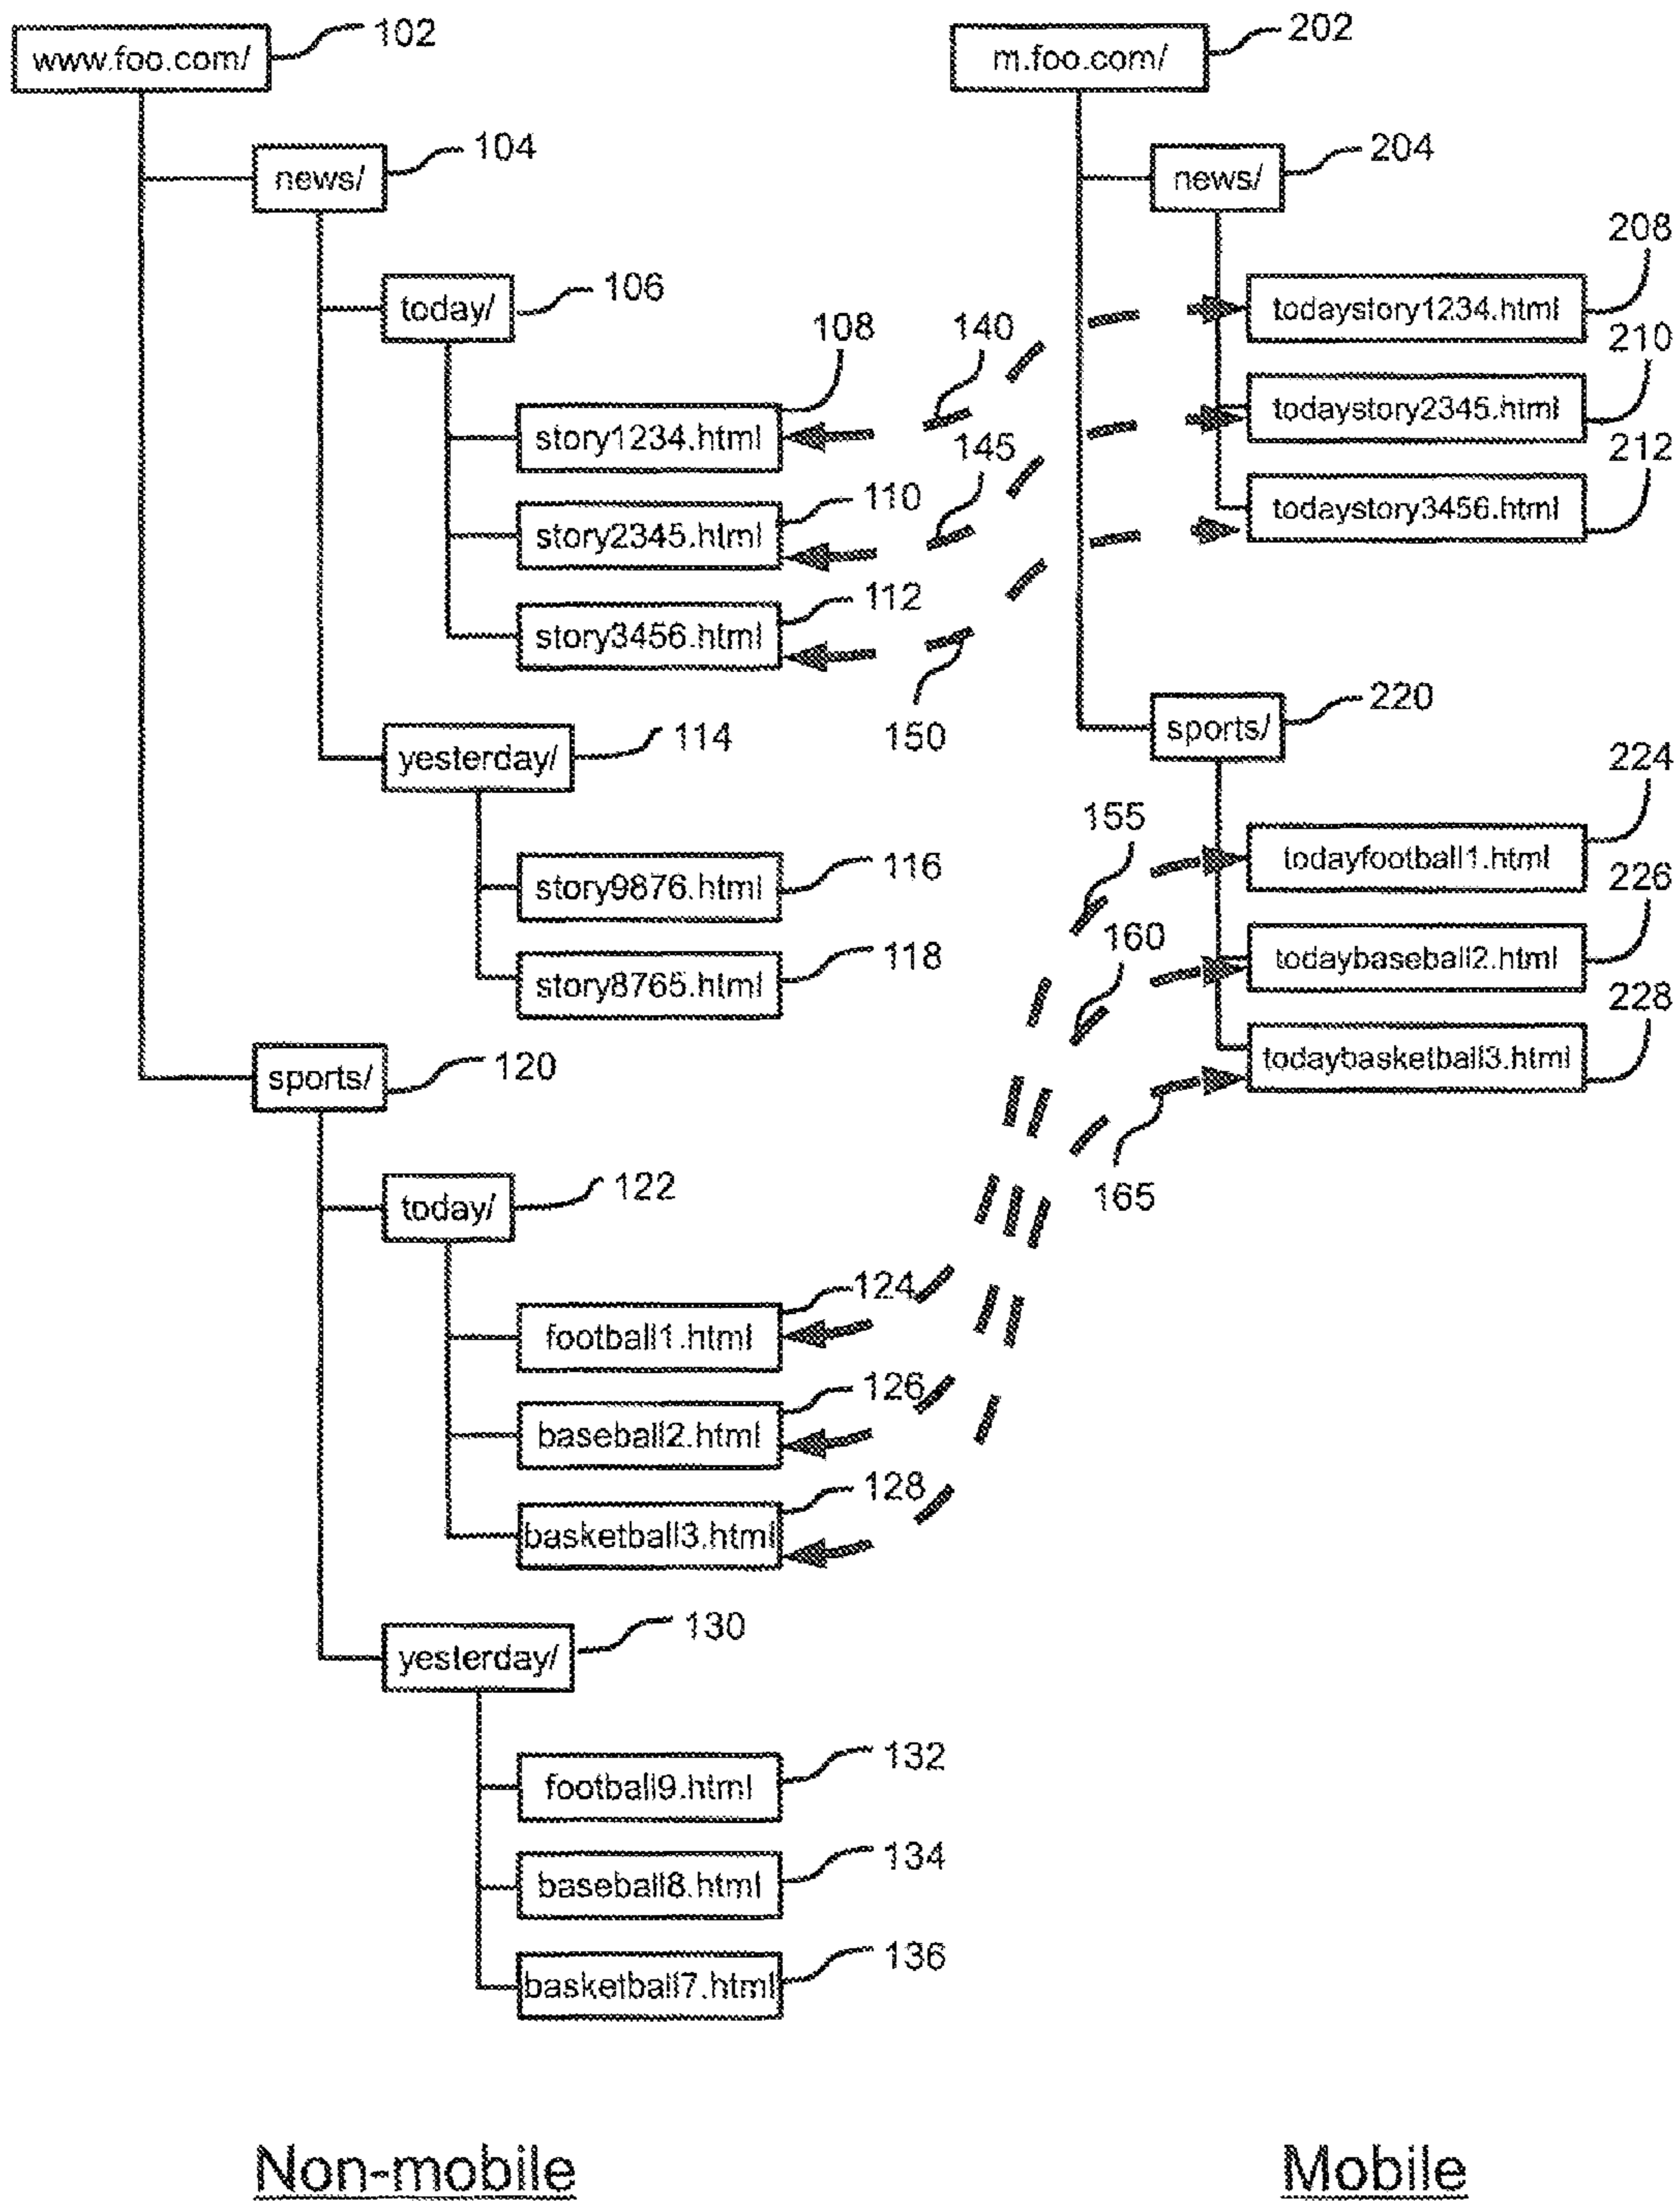 www.foo.com/
102
news/
104
today/
106
story1234.html
108
story2345.html
110
story3456.html
112
yesterday/
114
story9876.html
116
story8765.html
118
sports/
120
today/
122
football1.html
124
baseball2.html
126
basketball3.html
128
yesterday/
130
football9.html
132
baseball8.html
134
basketball7.html
136
140
145
150
155
160
165
m.foo.com/
202
news/
204
todaystory1234.html
208
todaystory2345.html
210
todaystory3456.html
212
sports/
220
todayfootball1.html
224
todaybaseball2.html
226
todaybasketball3.html
228
Non-mobile
Mobile